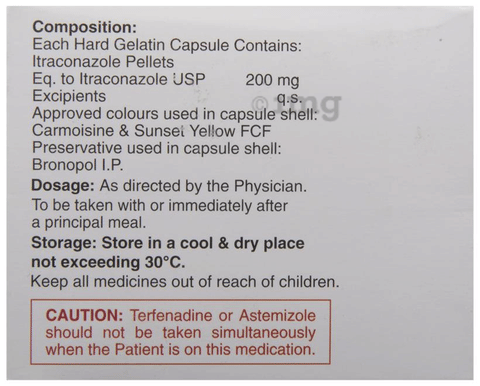 Composition:
Each Hard Gelatin Capsule Contains:
Itraconazole Pellets
Eq. to Itraconazole USP 200 mg
Excipients q.s.
1mg
Approved colours used in capsule shell:
Carmoisine & Sunset Yellow FCF
Preservative used in capsule shell:
Bronopol I.P.
Dosage: As directed by the Physician.
To be taken with or immediately after
a principal meal.
Storage: Store in a cool & dry place
not exceeding 30°C.
Keep all medicines out of reach of children.
CAUTION: Terfenadine or Astemizole
should not be taken simultaneously
when the Patient is on this medication.